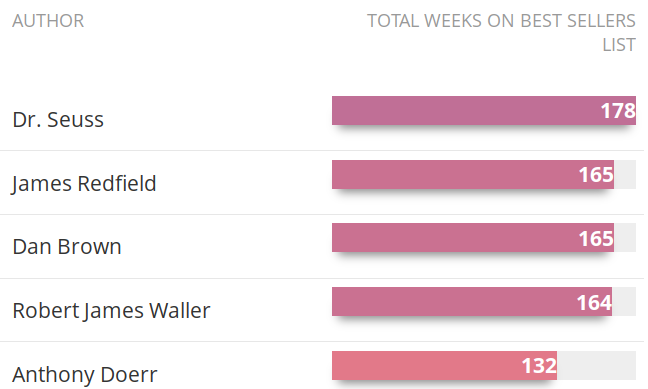 AUTHOR
TOTAL WEEKS ON BEST SELLERS
LIST
Dr. Seuss
178
James Redfield
165
Dan Brown
165
Robert James Waller
164
Anthony Doerr
132